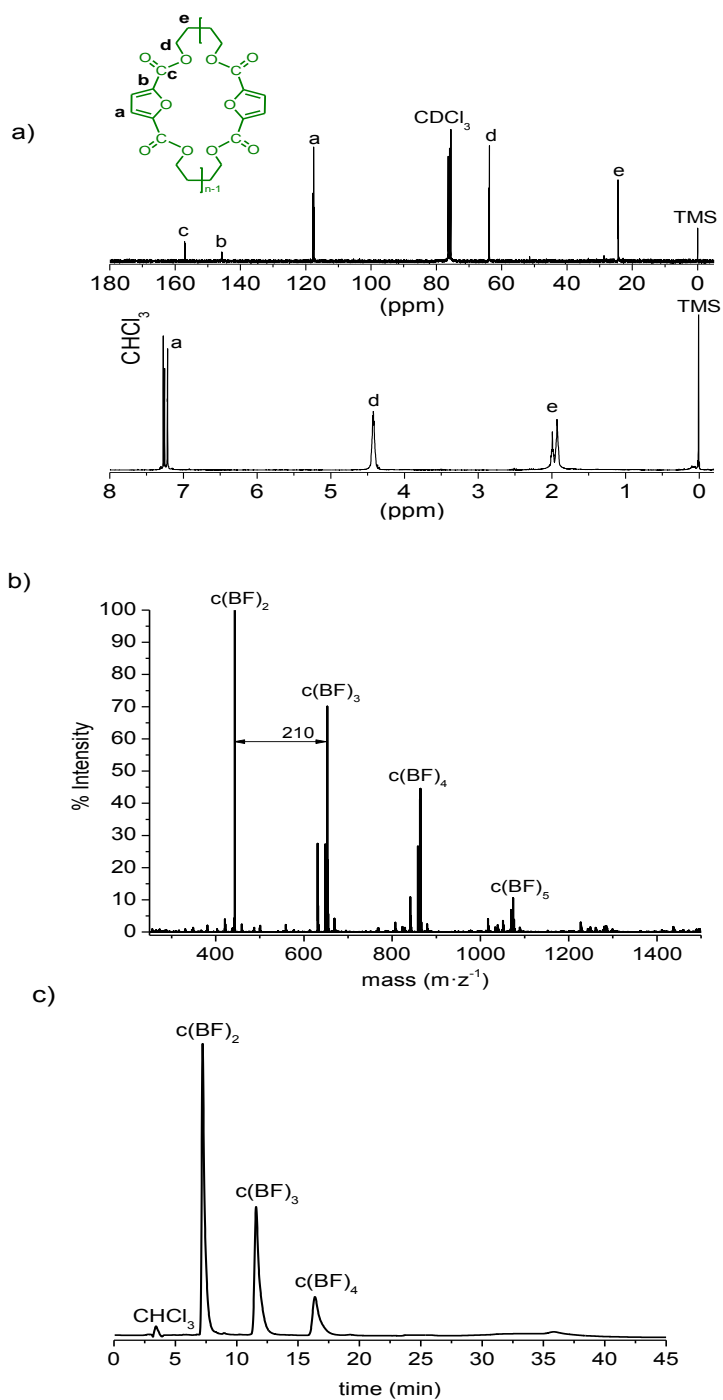 a)
e
d
O
O
O
O
C
c
C
b
a
O
O
O
C
C
O
O
O
O
n-1
c
b
a
CDCl₃
d
e
TMS
180 160 140 120 100 80 60 40 20 0
(ppm)
CHCl₃
a
d
e
TMS
8 7 6 5 4 3 2 1 0
(ppm)
b)
c(BF)₂
c(BF)₃
210
c(BF)₄
c(BF)₅
100
90
80
70
60
50
40
30
20
10
0
% Intensity
400 600 800 1000 1200 1400
mass (m·z⁻¹)
c)
c(BF)₂
c(BF)₃
c(BF)₄
CHCl₃
0 5 10 15 20 25 30 35 40 45
time (min)